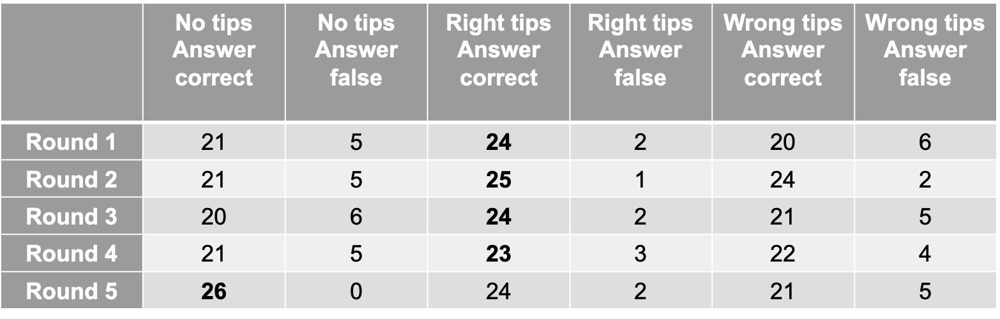 No tips Answer correct | No tips Answer false | Right tips Answer correct | Right tips Answer false | Wrong tips Answer correct | Wrong tips Answer false
Round 1 21 5 24 2 20 6
Round 2 21 5 25 1 24 2
Round 3 20 6 24 2 21 5
Round 4 21 5 23 3 22 4
Round 5 26 0 24 2 21 5